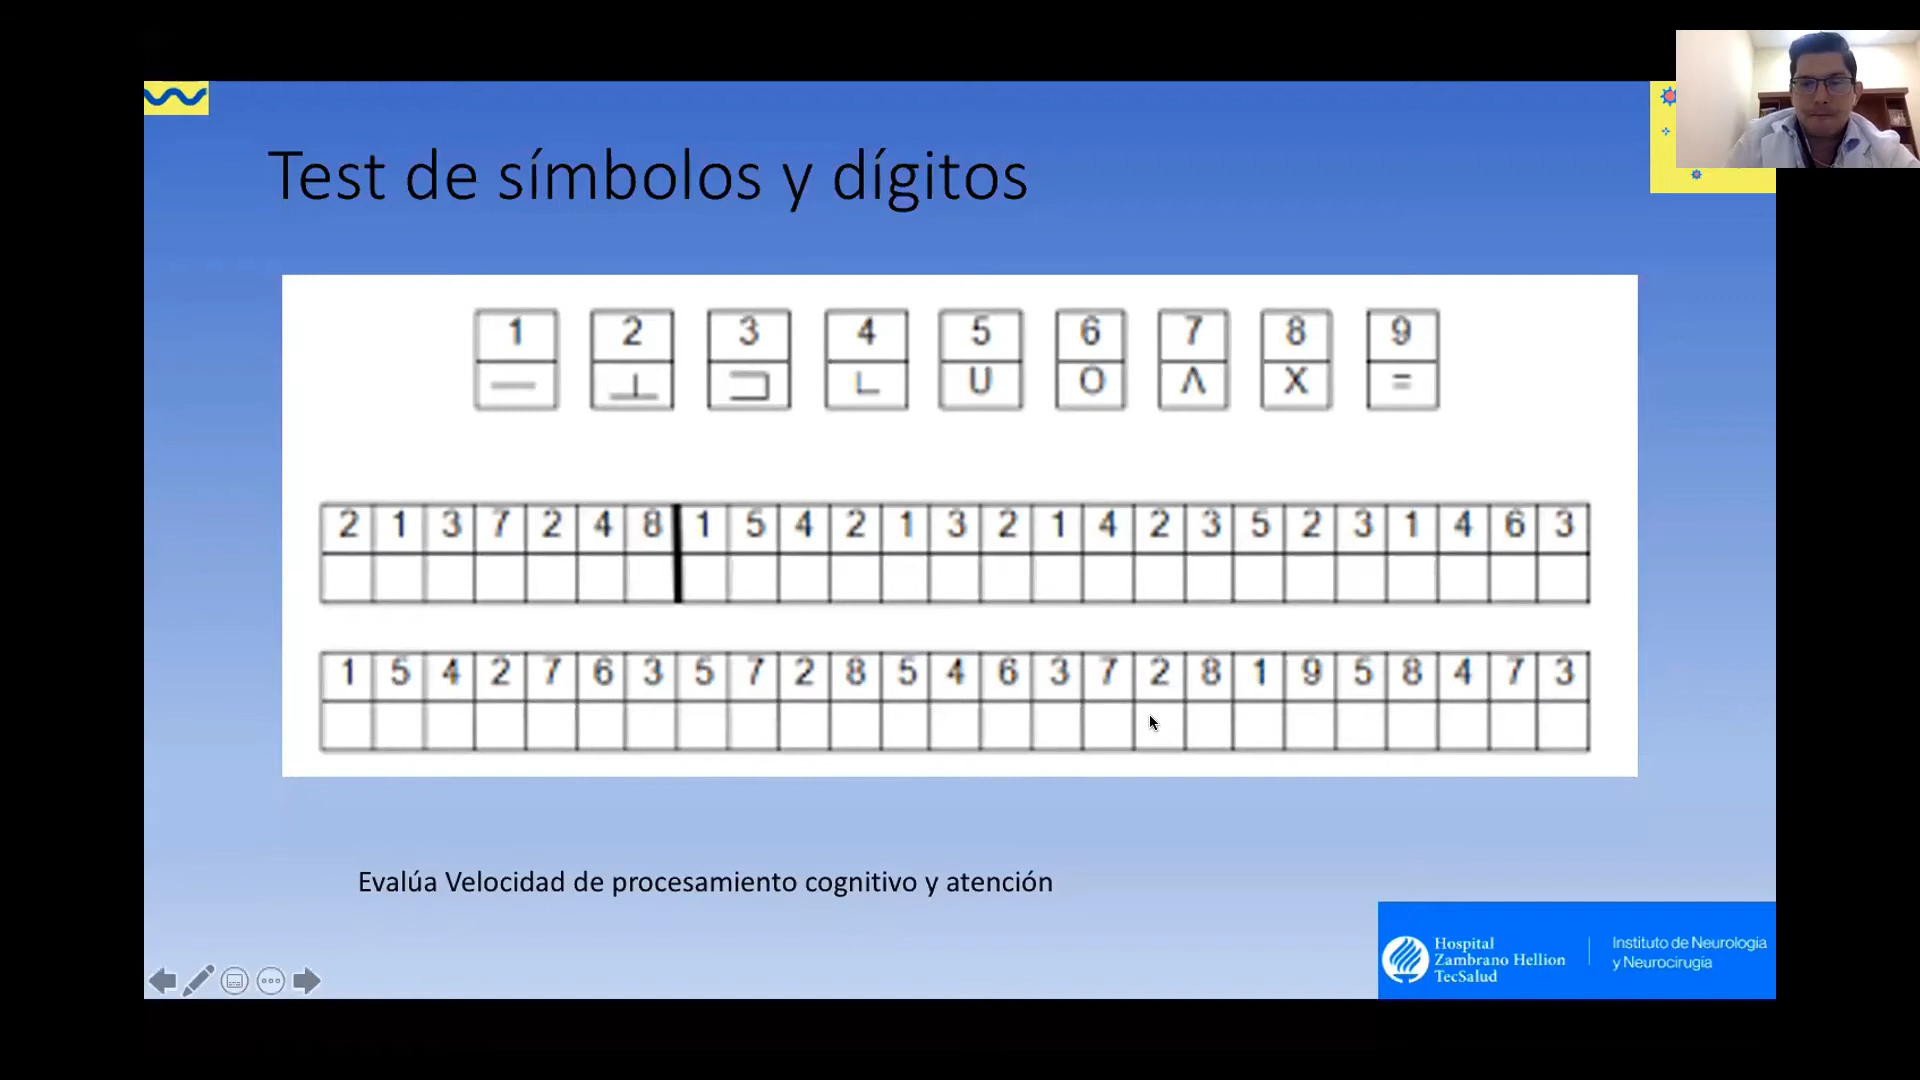 Test de símbolos y dígitos
1 2 3 4 5 6 7 8 9
— ⊥ ⊐ ∟ U O Λ X =
2 1 3 7 2 4 8 1 5 4 2 1 3 2 1 4 2 3 5 2 3 1 4 6 3
1 5 4 2 7 6 3 5 7 2 8 5 4 6 3 7 2 8 1 9 5 8 4 7 3
Evalúa Velocidad de procesamiento cognitivo y atención
Hospital
Zambrano Hellion
TecSalud
Instituto de Neurología
y Neurocirugía